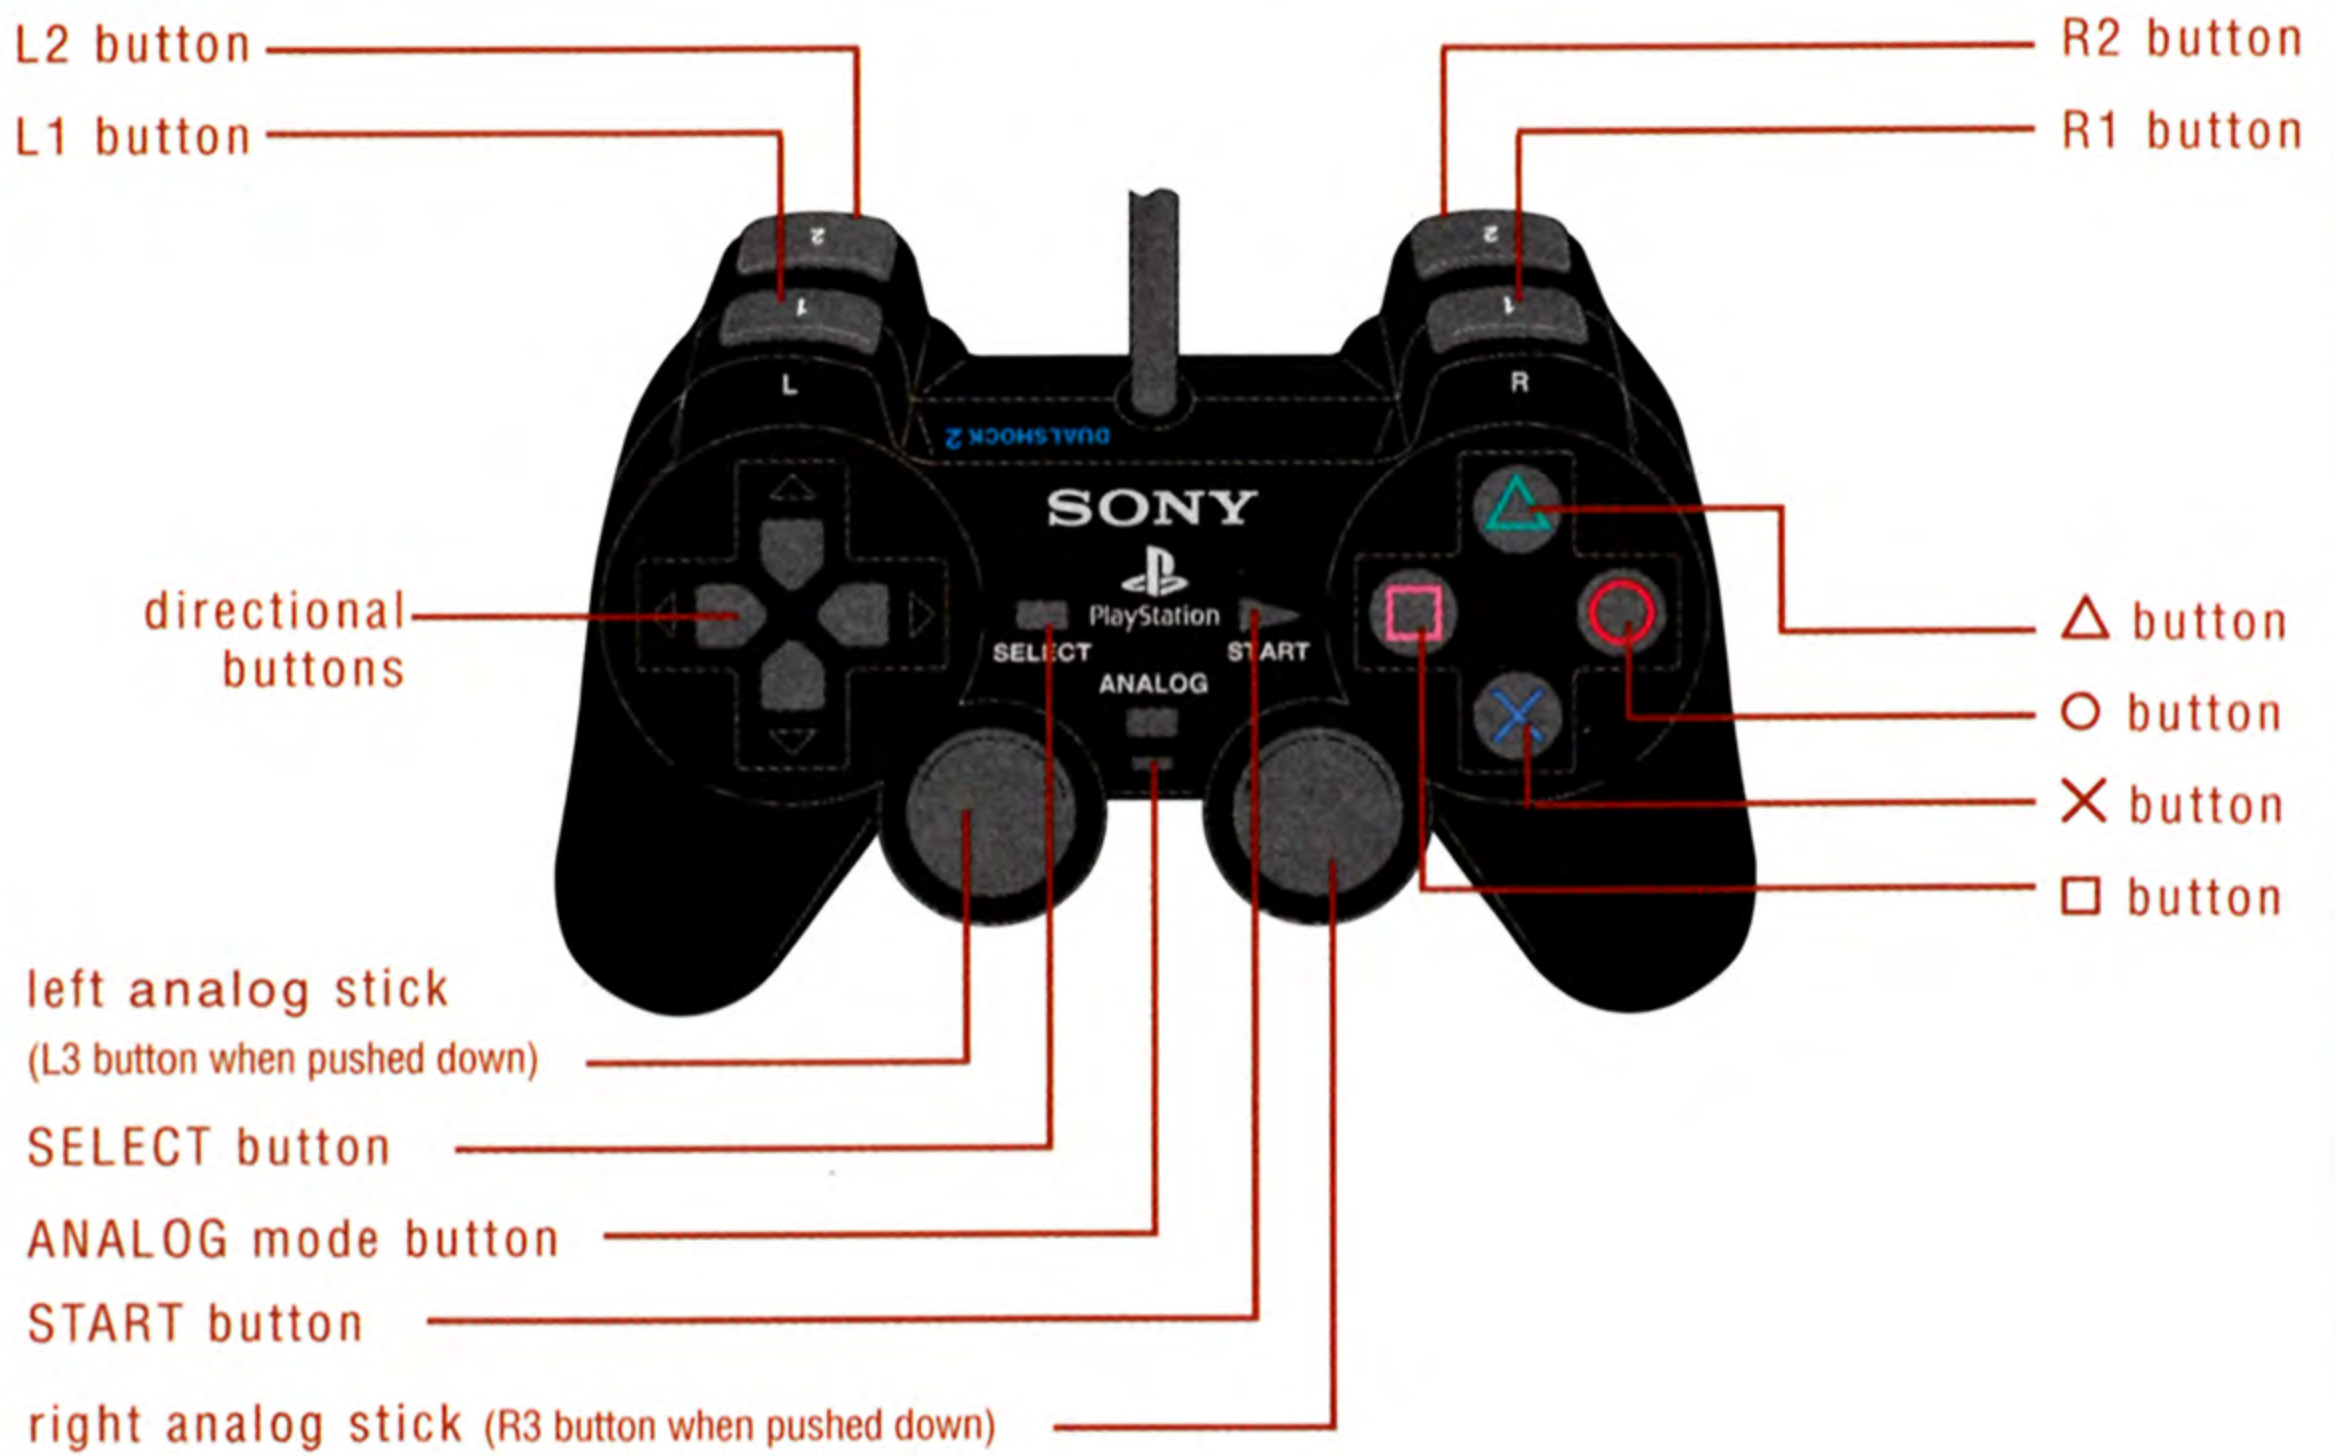 L2 button
L1 button
R2 button
R1 button
2
1
L
2
1
R
DUALSHOCK 2
SONY
PlayStation
SELECT
START
ANALOG
directional
buttons
△ button
○ button
✕ button
□ button
left analog stick
(L3 button when pushed down)
SELECT button
ANALOG mode button
START button
right analog stick (R3 button when pushed down)